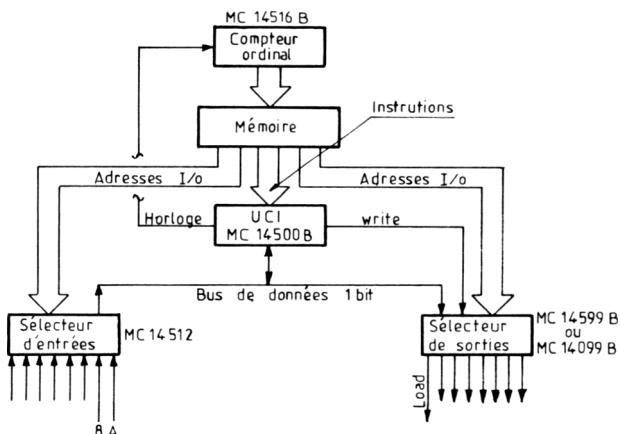 MC 14516 B
Compteur
ordinal
Instrutions
Mémoire
Adresses I/o
Adresses I/o
Horloge
UCI
MC 14500 B
write
Bus de données 1 bit
Sélecteur
d'entrées
MC 14512
Sélecteur
de sorties
MC 14599 B
ou
MC 14099 B
Load
B A